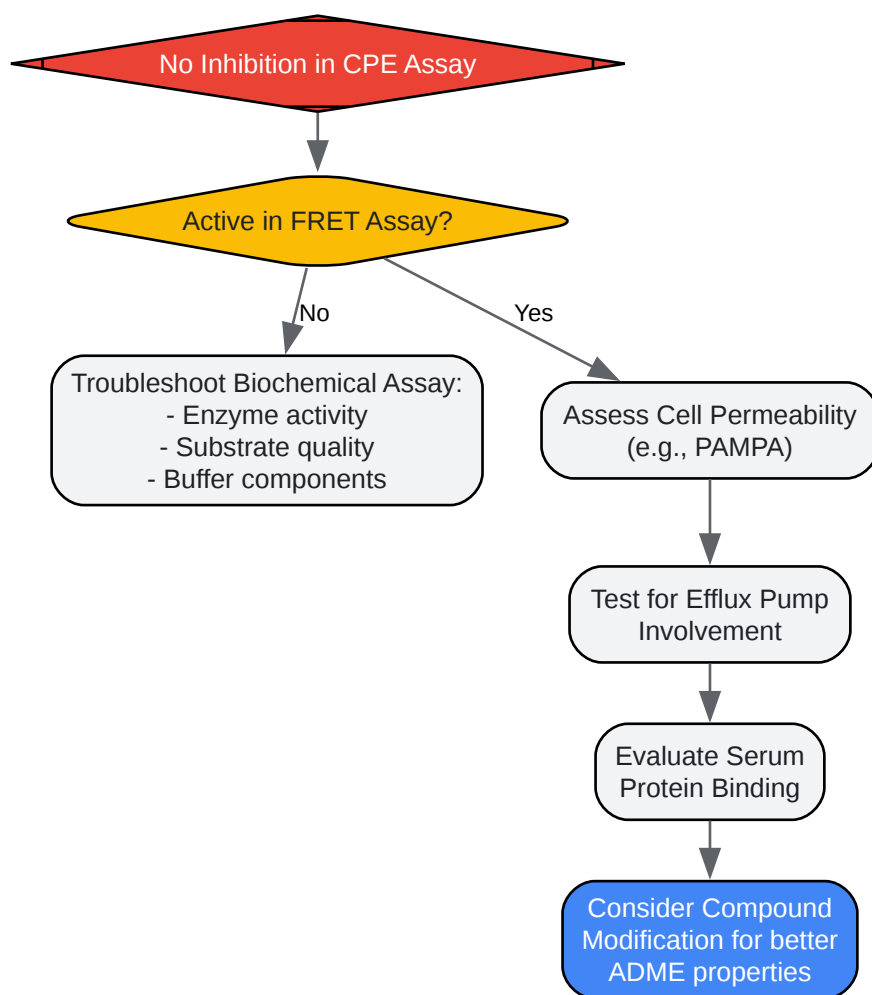 No Inhibition in CPE Assay
Active in FRET Assay?
No
Yes
Troubleshoot Biochemical Assay:
- Enzyme activity
- Substrate quality
- Buffer components
Assess Cell Permeability
(e.g., PAMPA)
Test for Efflux Pump
Involvement
Evaluate Serum
Protein Binding
Consider Compound
Modification for better
ADME properties